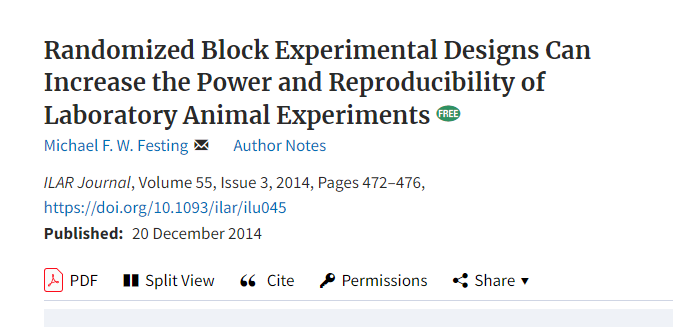 Randomized Block Experimental Designs Can
Increase the Power and Reproducibility of
Laboratory Animal Experiments FREE
Michael F. W. Festing Author Notes
ILAR Journal, Volume 55, Issue 3, 2014, Pages 472–476,
https://doi.org/10.1093/ilar/ilu045
Published: 20 December 2014
PDF Split View Cite Permissions Share